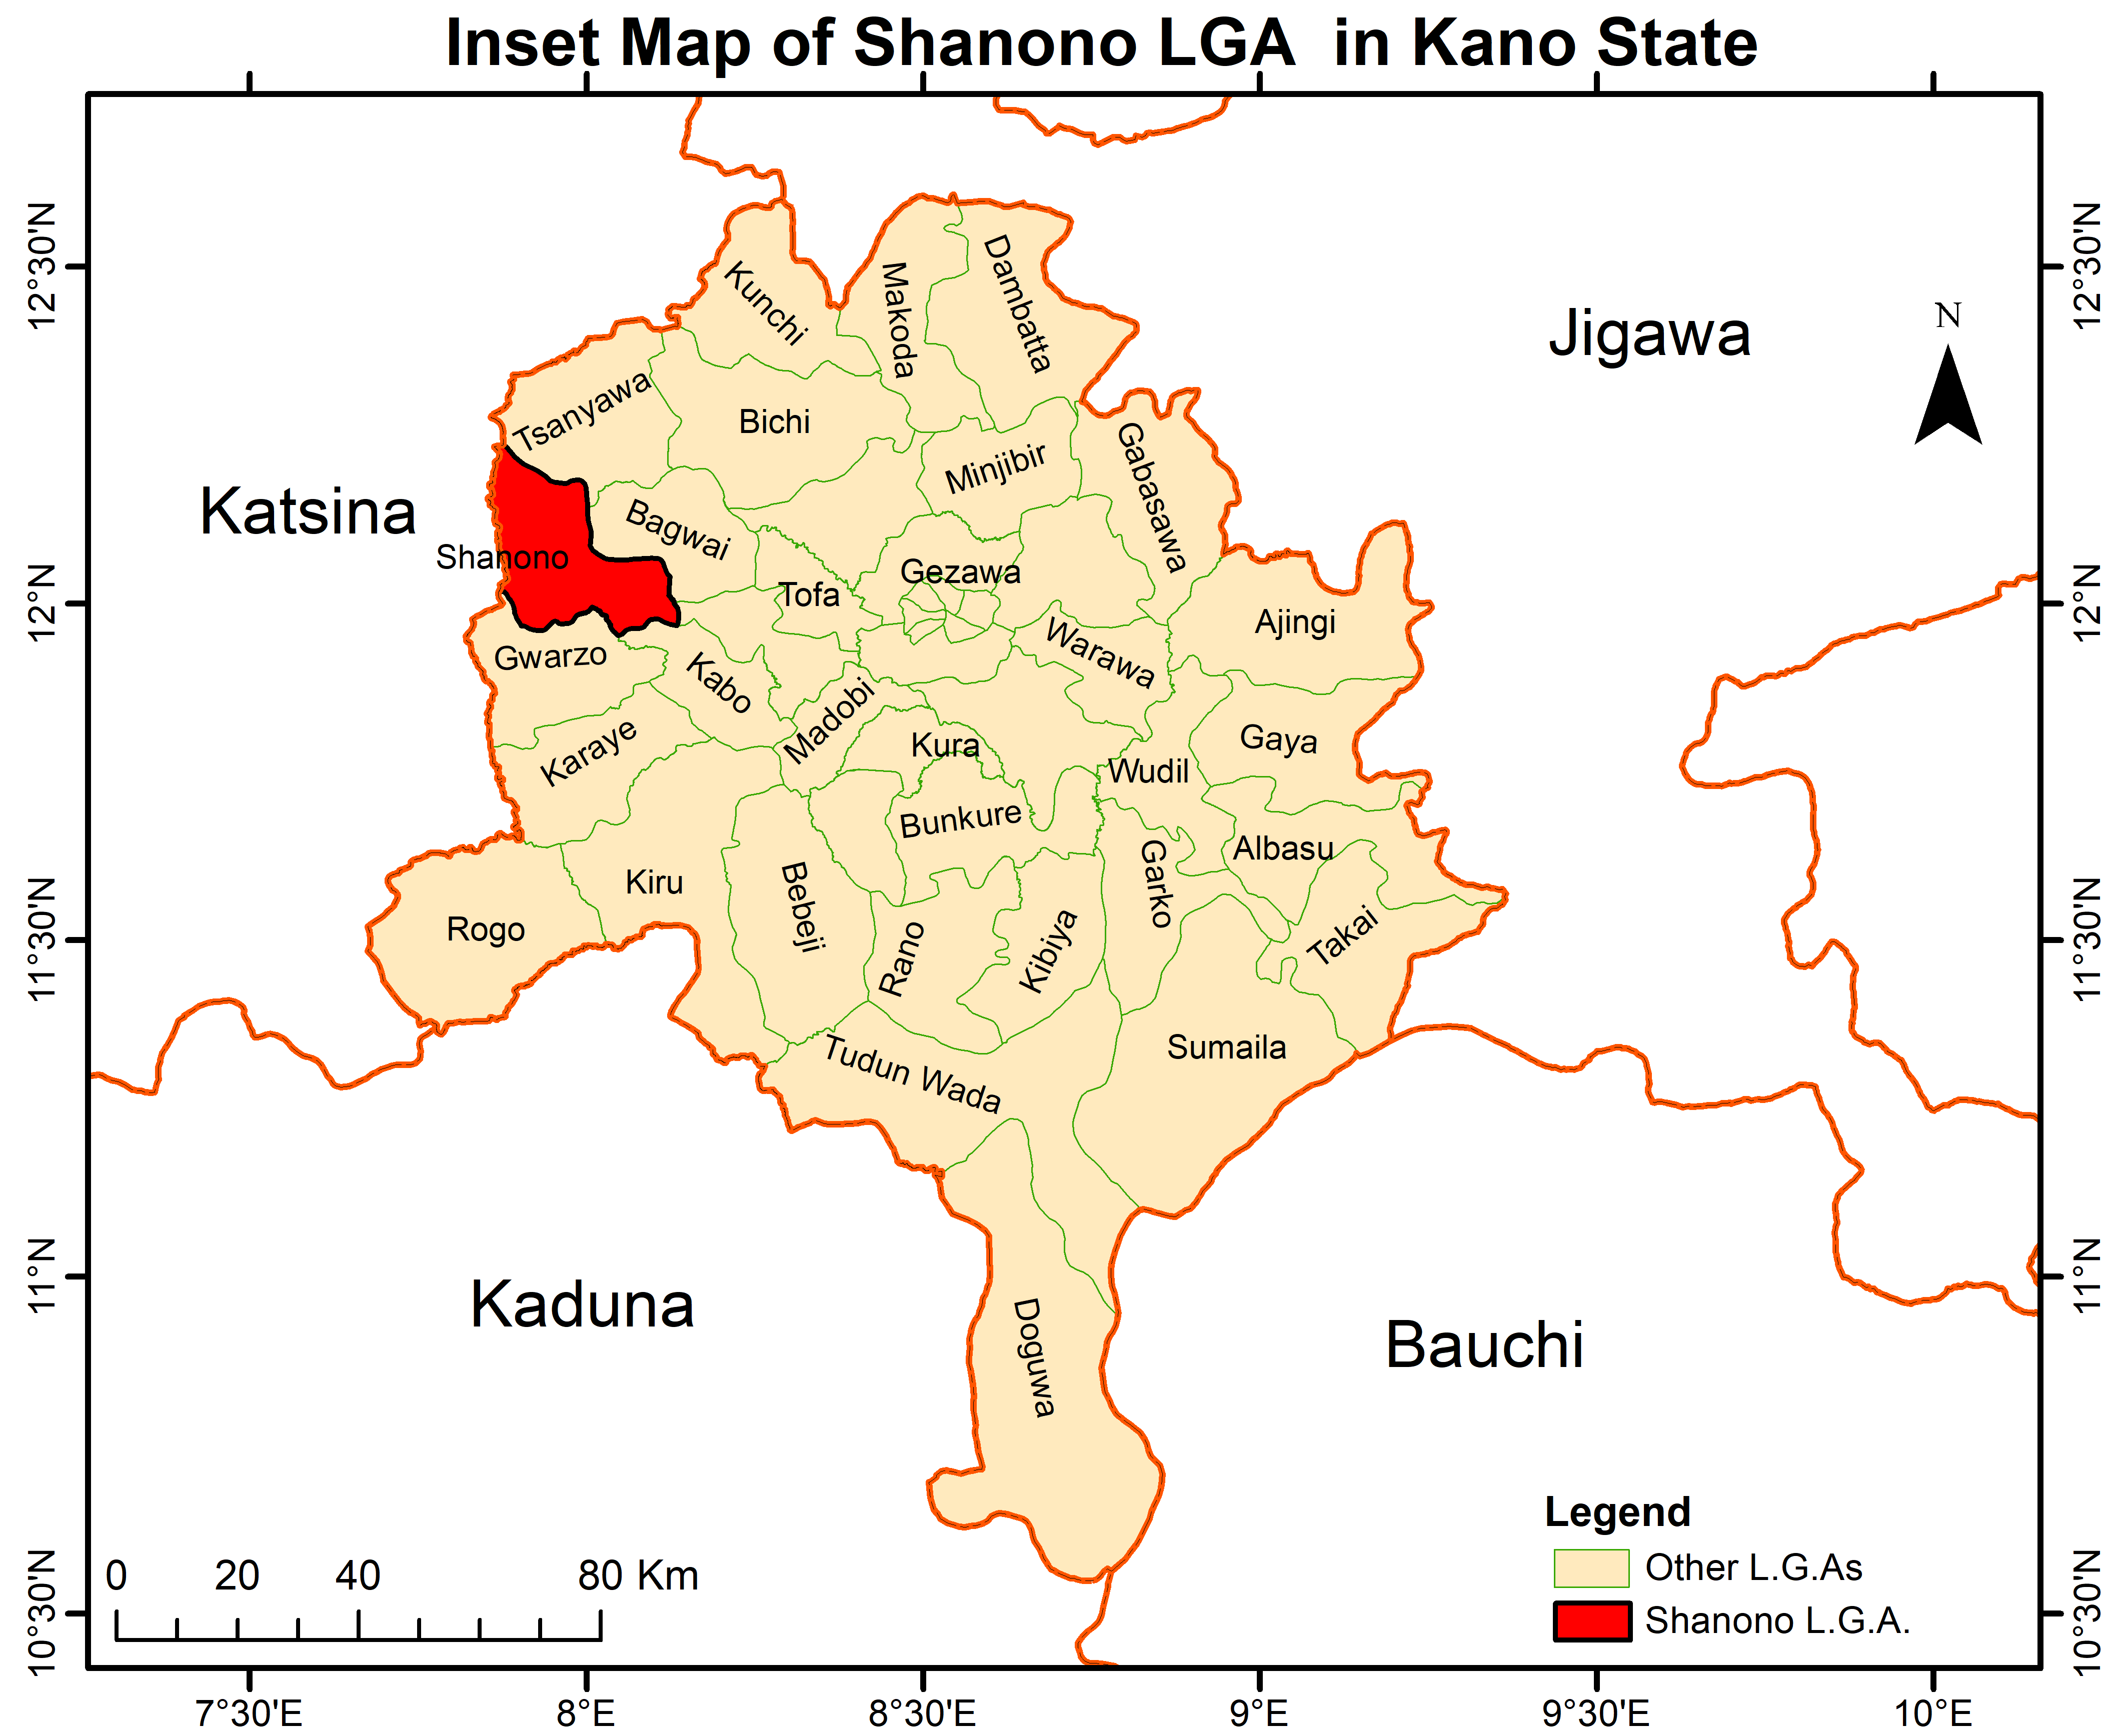 Inset Map of Shanono LGA  in Kano State
12°30'N
12°30'N
12°N
12°N
11°30'N
11°30'N
11°N
11°N
10°30'N
10°30'N
N
Jigawa
Katsina
Kaduna
Bauchi
Kunchi
Makoda
Dambatta
Tsanyawa
Bichi
Minjibir
Gabasawa
Bagwai
Shanono
Gezawa
Tofa
Ajingi
Warawa
Gwarzo
Kabo
Madobi
Karaye
Kura
Gaya
Wudil
Bunkure
Albasu
Garko
Kiru
Bebeji
Rogo
Rano
Kibiya
Takai
Sumaila
Tudun Wada
Doguwa
Legend
Other L.G.As
Shanono L.G.A.
0 20 40 80 Km
7°30'E 8°E 8°30'E 9°E 9°30'E 10°E